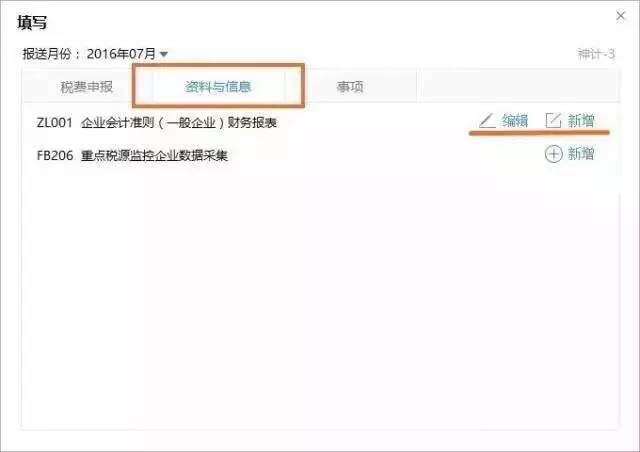 填写
报送月份： 2016年07月
神计-3
税费申报 资料与信息 事项
ZL001 企业会计准则（一般企业）财务报表 编辑 新增
FB206 重点税源监控企业数据采集 新增